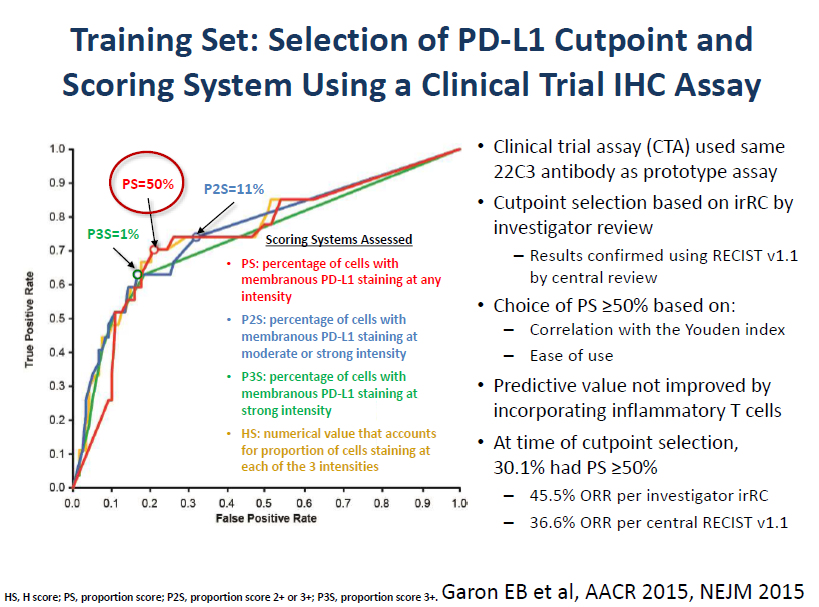 Training Set: Selection of PD-L1 Cutpoint and
Scoring System Using a Clinical Trial IHC Assay
1.0
0.9
0.8
0.7
0.6
0.5
0.4
0.3
0.2
0.1
0.0
True Positive Rate
0.0 0.1 0.2 0.3 0.4 0.5 0.6 0.7 0.8 0.9 1.0
False Positive Rate
PS=50%
P2S=11%
P3S=1%
Scoring Systems Assessed
• PS: percentage of cells with
membranous PD-L1 staining at any
intensity
• P2S: percentage of cells with
membranous PD-L1 staining at
moderate or strong intensity
• P3S: percentage of cells with
membranous PD-L1 staining at
strong intensity
• HS: numerical value that accounts
for proportion of cells staining at
each of the 3 intensities
• Clinical trial assay (CTA) used same
22C3 antibody as prototype assay
• Cutpoint selection based on irRC by
investigator review
– Results confirmed using RECIST v1.1
by central review
• Choice of PS ≥50% based on:
– Correlation with the Youden index
– Ease of use
• Predictive value not improved by
incorporating inflammatory T cells
• At time of cutpoint selection,
30.1% had PS ≥50%
– 45.5% ORR per investigator irRC
– 36.6% ORR per central RECIST v1.1
HS, H score; PS, proportion score; P2S, proportion score 2+ or 3+; P3S, proportion score 3+.
Garon EB et al, AACR 2015, NEJM 2015